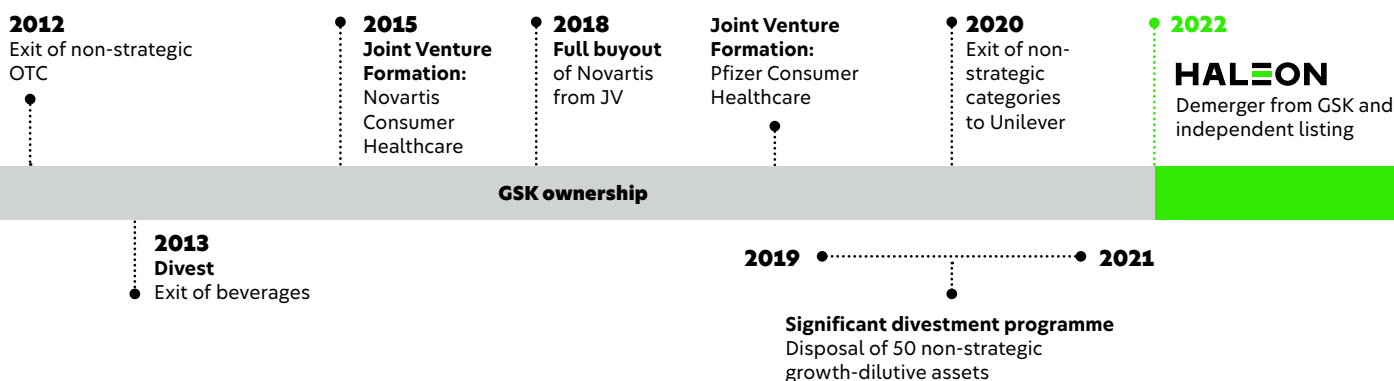 2012
Exit of non-strategic
OTC
2015
Joint Venture
Formation:
Novartis
Consumer
Healthcare
2018
Full buyout
of Novartis
from JV
Joint Venture
Formation:
Pfizer Consumer
Healthcare
2020
Exit of non-
strategic
categories
to Unilever
2022
HALEON
Demerger from GSK and
independent listing
GSK ownership
2013
Divest
Exit of beverages
2019
2021
Significant divestment programme
Disposal of 50 non-strategic
growth-dilutive assets